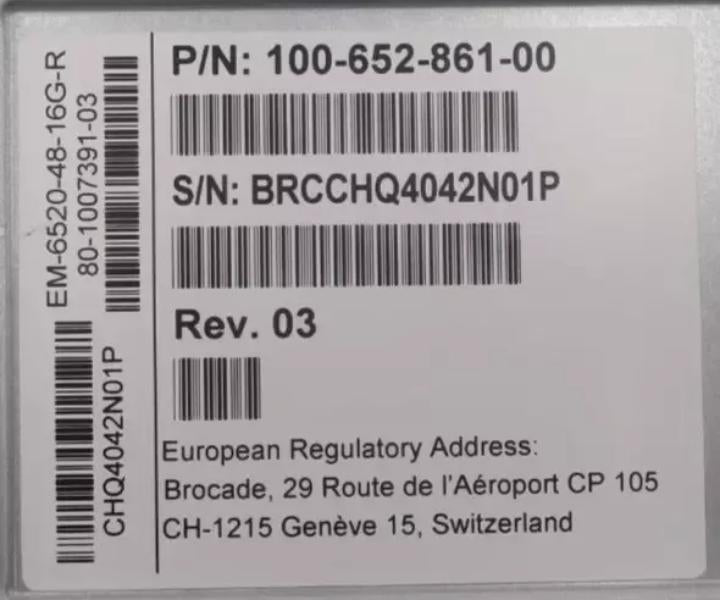 EM-6520-48-16G-R
80-1007391-03
CHQ4042N01P
P/N: 100-652-861-00
S/N: BRCCHQ4042N01P
Rev. 03
European Regulatory Address:
Brocade, 29 Route de l'Aéroport CP 105
CH-1215 Genève 15, Switzerland